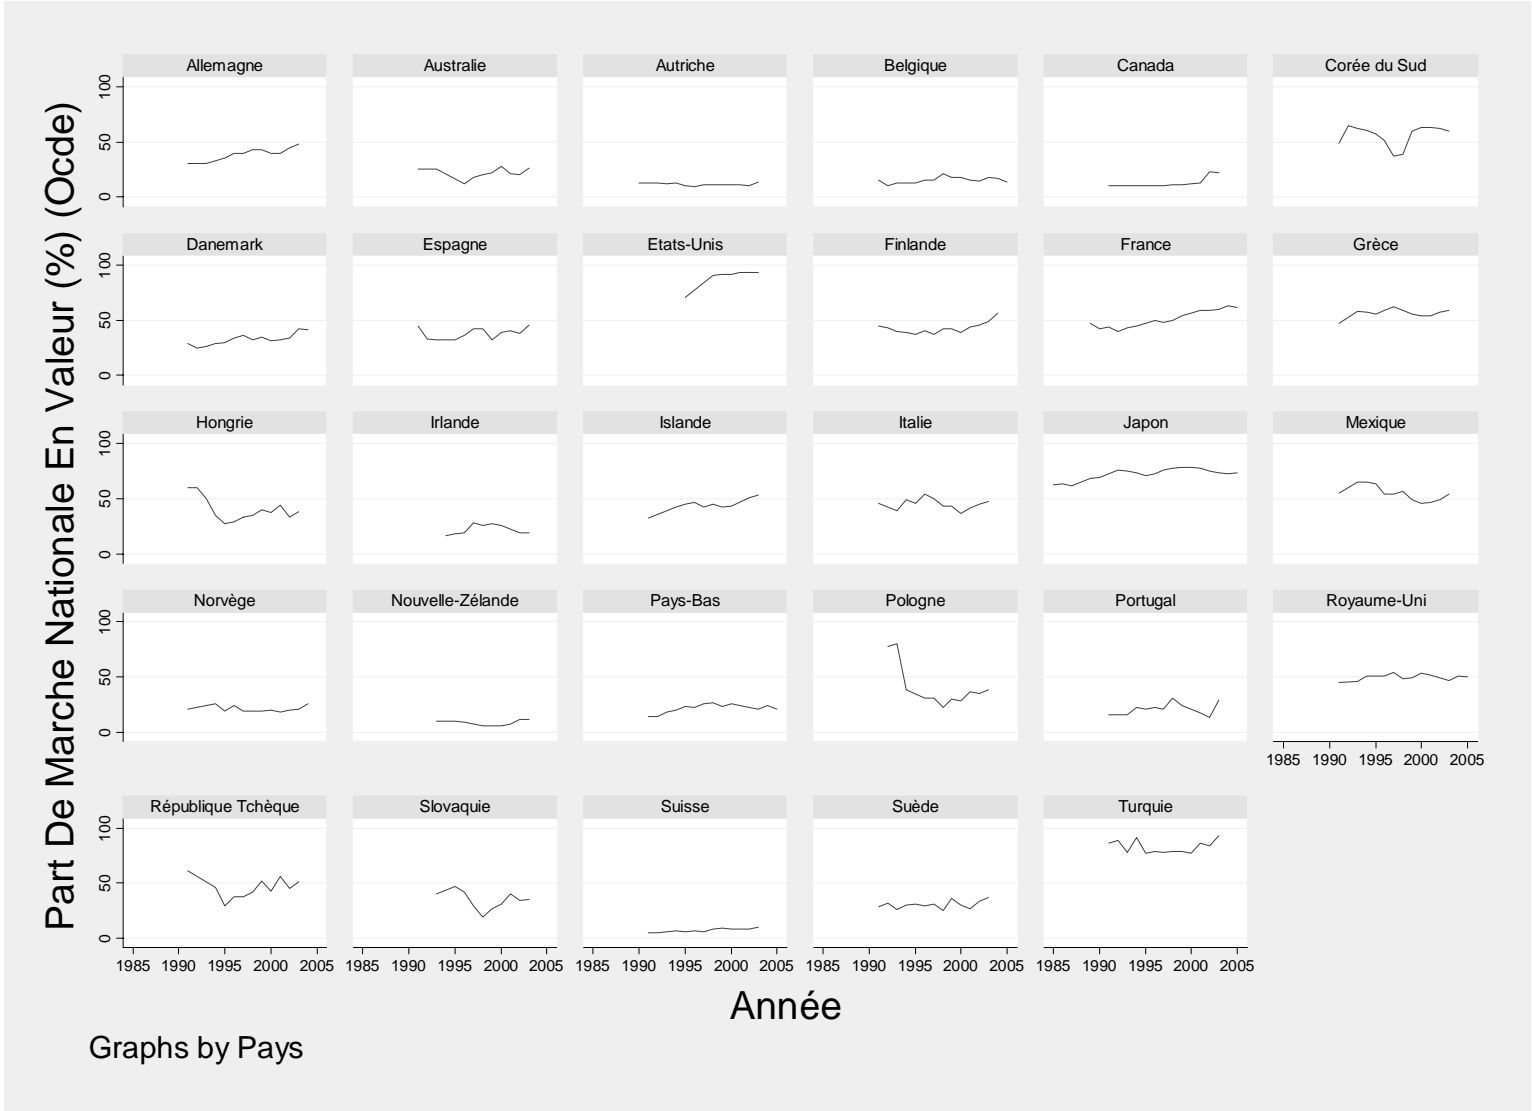 Part De Marche Nationale En Valeur (%) (Ocde)
Allemagne Australie Autriche Belgique Canada Corée du Sud
100
50
0
Danemark Espagne Etats-Unis Finlande France Grèce
100
50
0
Hongrie Irlande Islande Italie Japon Mexique
100
50
0
Norvège Nouvelle-Zélande Pays-Bas Pologne Portugal Royaume-Uni
100
50
0
1985 1990 1995 2000 2005
République Tchèque Slovaquie Suisse Suède Turquie
100
50
0
1985 1990 1995 2000 2005 1985 1990 1995 2000 2005 1985 1990 1995 2000 2005 1985 1990 1995 2000 2005 1985 1990 1995 2000 2005
Année
Graphs by Pays